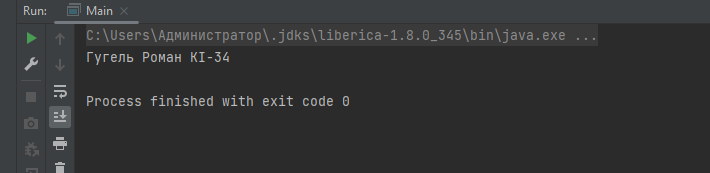 Run: Main
C:\Users\Администратор\.jdks\liberica-1.8.0_345\bin\java.exe ...
Гугель Роман КІ-34
Process finished with exit code 0